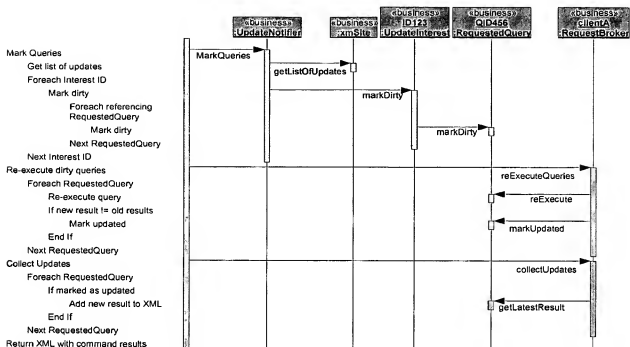 «business»
:UpdateNotifier
«business»
:xmSite
«business»
ID123
:UpdateInterest
«business»
QID456
:RequestedQuery
«business»
clientA
:RequestBroker
Mark Queries
Get list of updates
Foreach Interest ID
Mark dirty
Foreach referencing
RequestedQuery
Mark dirty
Next RequestedQuery
Next Interest ID
Re-execute dirty queries
Foreach RequestedQuery
Re-execute query
If new result != old results
Mark updated
End If
Next RequestedQuery
Collect Updates
Foreach RequestedQuery
If marked as updated
Add new result to XML
End If
Next RequestedQuery
Return XML with command results
MarkQueries
getListOfUpdates
markDirty
markDirty
reExecuteQueries
reExecute
markUpdated
collectUpdates
getLatestResult